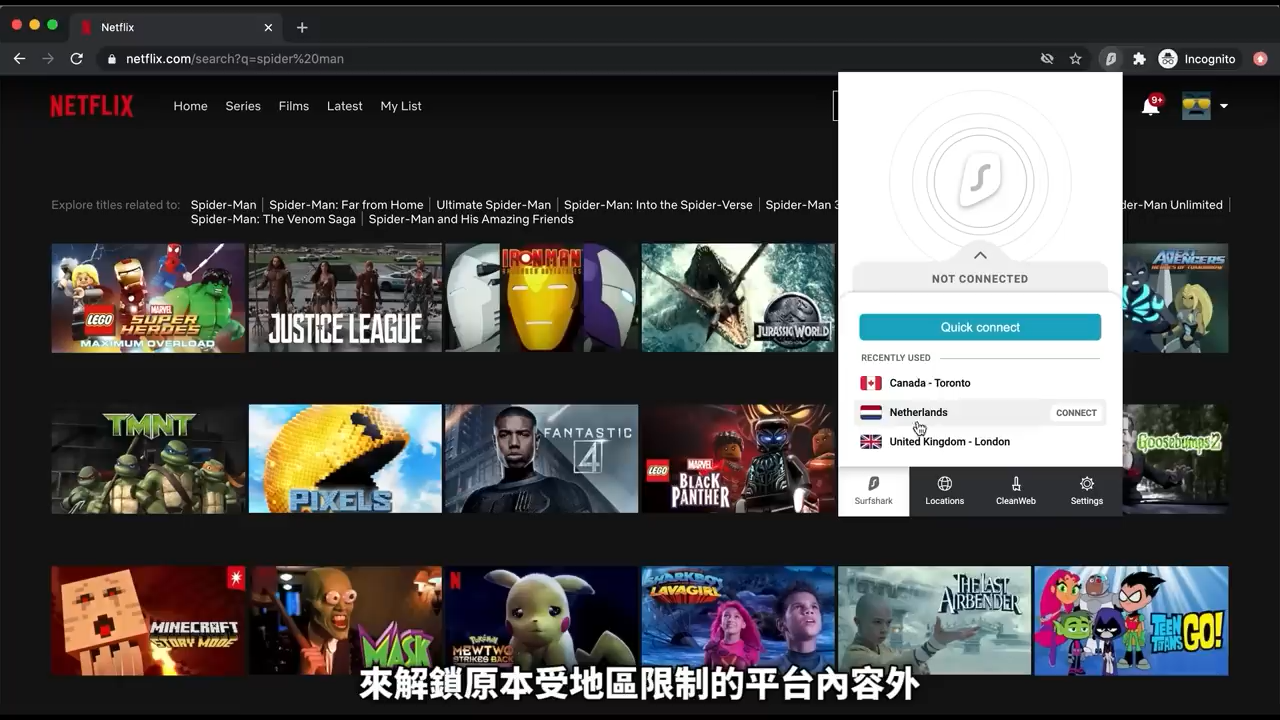 Netflix
netflix.com/search?q=spider%20man
Incognito
NETFLIX
Home
Series
Films
Latest
My List
9+
Explore titles related to:
Spider-Man
Spider-Man: Far from Home
Ultimate Spider-Man
Spider-Man: Into the Spider-Verse
Spider-Man 3
der-Man Unlimited
Spider-Man: The Venom Saga
Spider-Man and His Amazing Friends
LEGO MARVEL SUPER HEROES
MAXIMUM OVERLOAD
JUSTICE LEAGUE
IRON MAN
JURASSIC WORLD
AVENGERS
HEROES OF TOMORROW
NOT CONNECTED
Quick connect
RECENTLY USED
Canada - Toronto
Netherlands
CONNECT
United Kingdom - London
Surfshark
Locations
CleanWeb
Settings
TMNT
PIXELS
FANTASTIC
4
LEGO MARVEL
BLACK
PANTHER
Goosebumps 2
MINECRAFT
STORY MODE
MASK
N
POKÉMON
MEWTWO
STRIKES BACK
SHARKBOY
LAVAGIRL
THE LAST
AIRBENDER
TEEN
TITANS GO!
來解鎖原本受地區限制的平台內容外